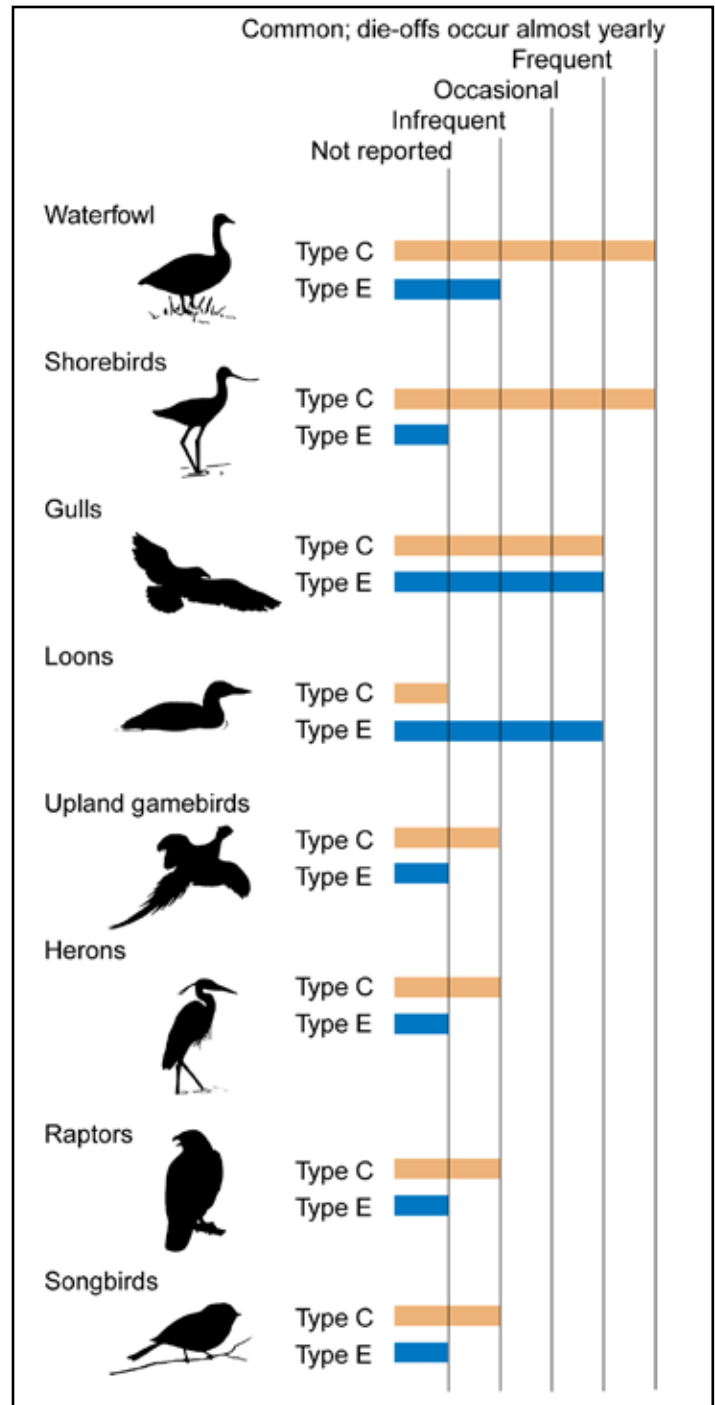 Common; die-offs occur almost yearly
Frequent
Occasional
Infrequent
Not reported
Waterfowl
Type C
Type E
Shorebirds
Type C
Type E
Gulls
Type C
Type E
Loons
Type C
Type E
Upland gamebirds
Type C
Type E
Herons
Type C
Type E
Raptors
Type C
Type E
Songbirds
Type C
Type E